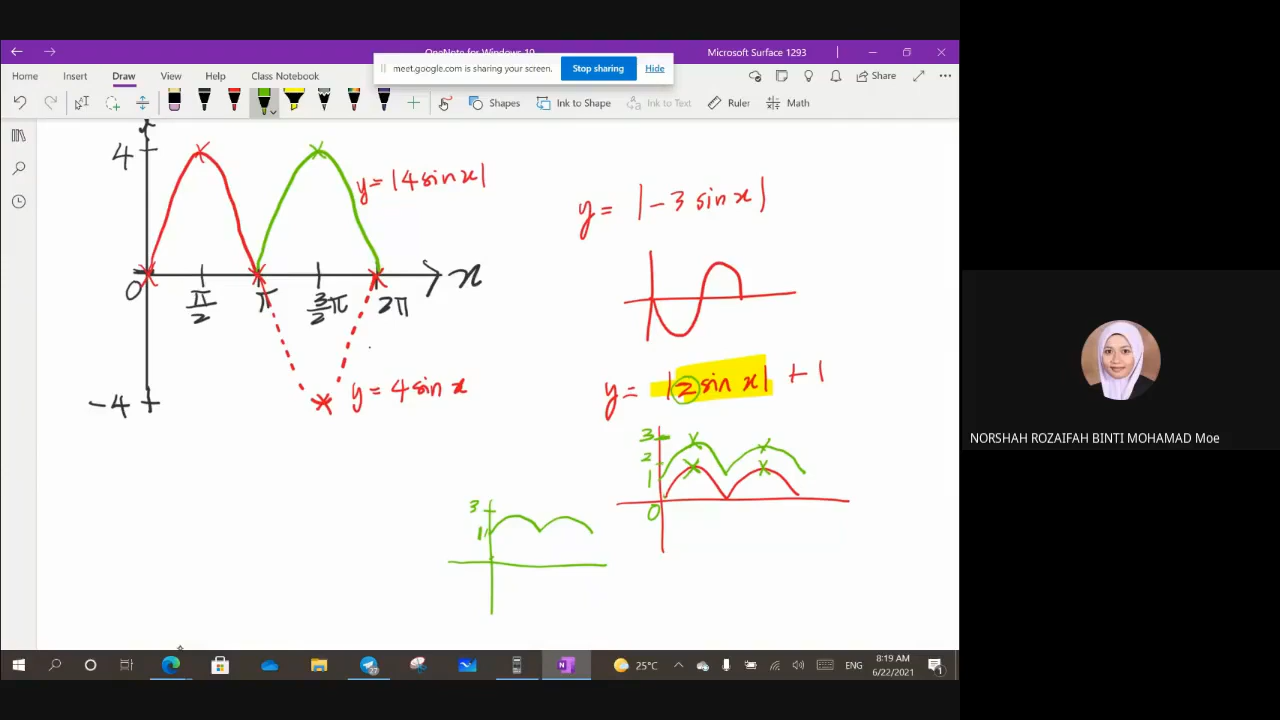 OneNote for Windows 10
Microsoft Surface 1293
meet.google.com is sharing your screen.
Stop sharing
Hide
Home
Insert
Draw
View
Help
Class Notebook
Share
Shapes
Ink to Shape
Ink to Text
Ruler
Math
4
y = |4 sin x|
y = |-3 sin x|
x
0
π/2
π
3/2 π
2π
-4
y = 4 sin x
y = |2 sin x| + 1
3
2
1
0
3
1
NORSHAH ROZAIFAH BINTI MOHAMAD Moe
25°C
ENG
8:19 AM
6/22/2021